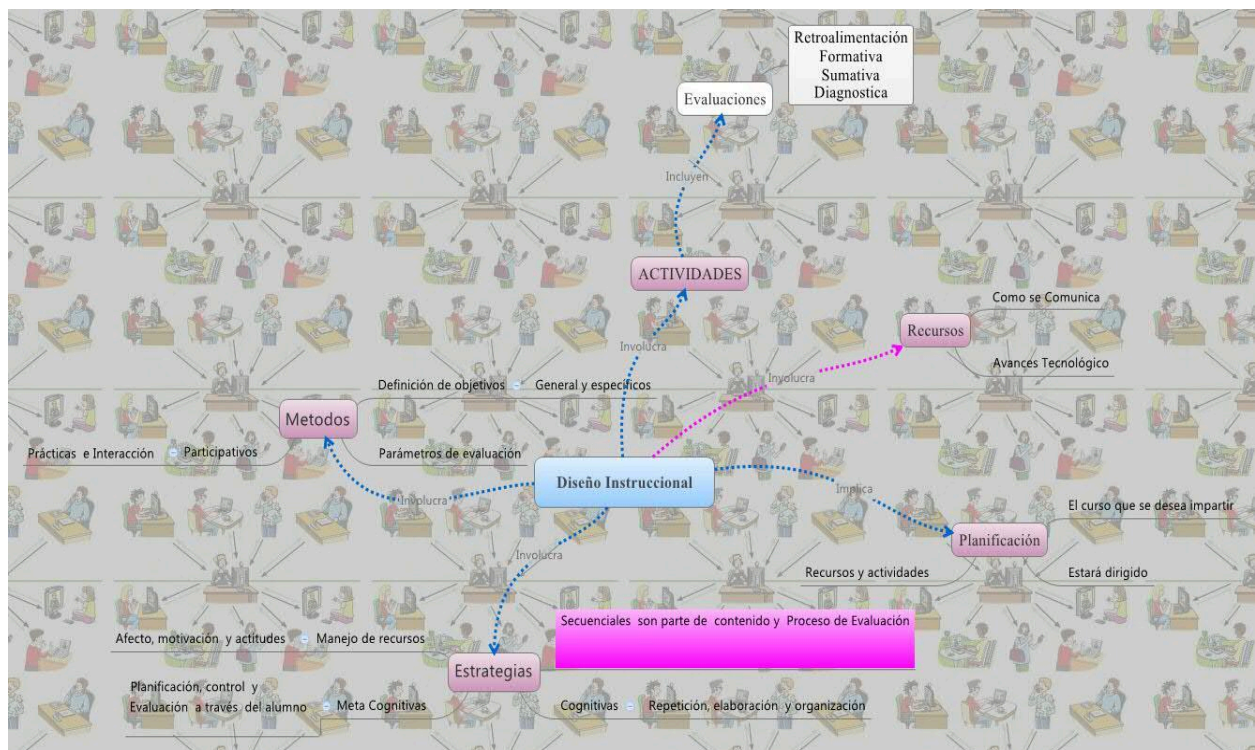 Retroalimentación
Formativa
Sumativa
Diagnostica
Evaluaciones
Incluyen
ACTIVIDADES
Involucra
Como se Comunica
Recursos
Avances Tecnológico
Involucra
Definición de objetivos
General y específicos
Metodos
Prácticas e Interacción
Participativos
Parámetros de evaluación
Involucra
Diseño Instruccional
Implica
El curso que se desea impartir
Planificación
Recursos y actividades
Estará dirigido
Involucra
Secuenciales son parte de contenido y Proceso de Evaluación
Afecto, motivación y actitudes
Manejo de recursos
Estrategias
Planificación, control y
Evaluación a través del alumno
Meta Cognitivas
Cognitivas
Repetición, elaboración y organización